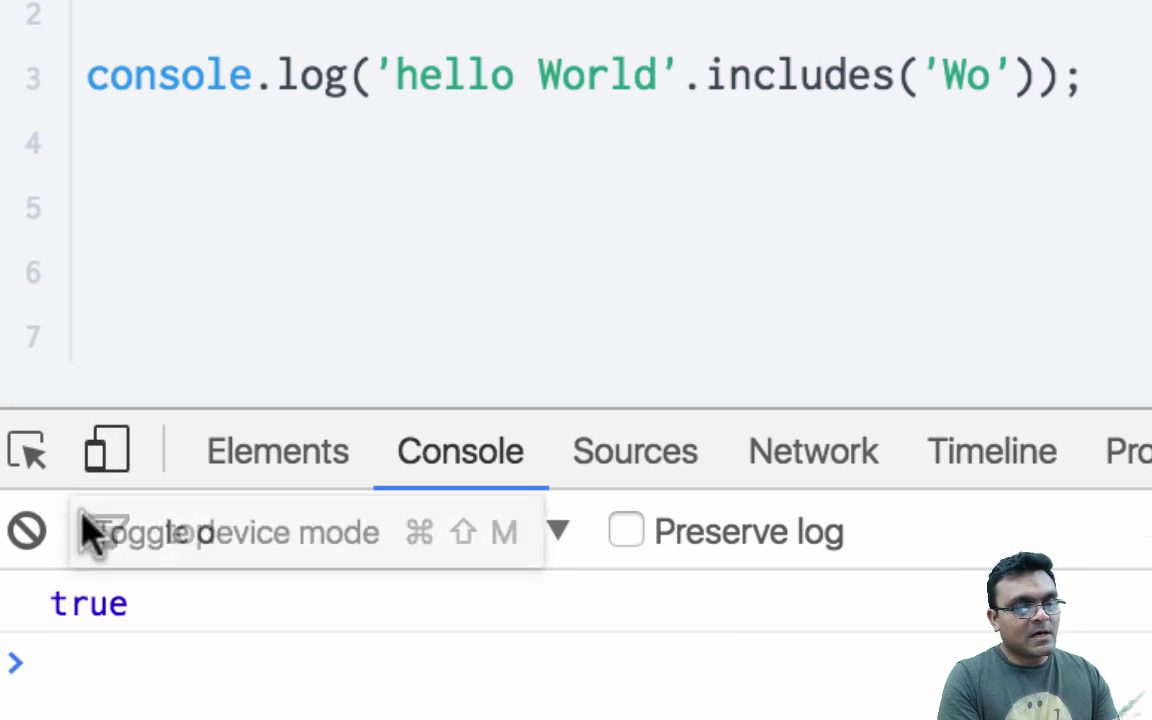 2
3 console.log('hello World'.includes('Wo'));
4
5
6
7
Elements Console Sources Network Timeline
Toggle device mode ⌘ ⇧ M ▼ Preserve log
true
>